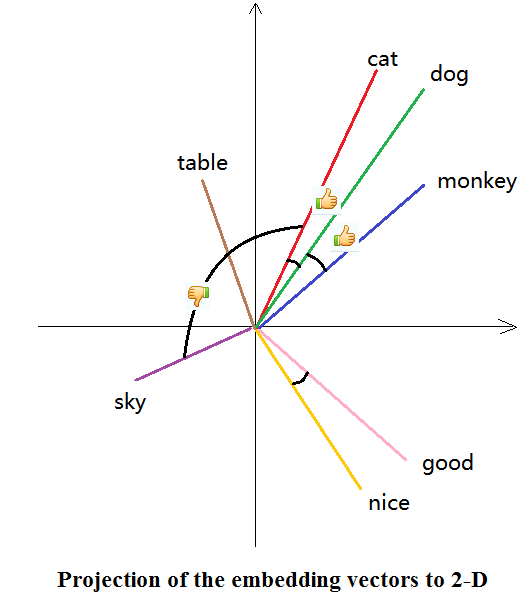 cat
dog
table
monkey
sky
good
nice
Projection of the embedding vectors to 2-D